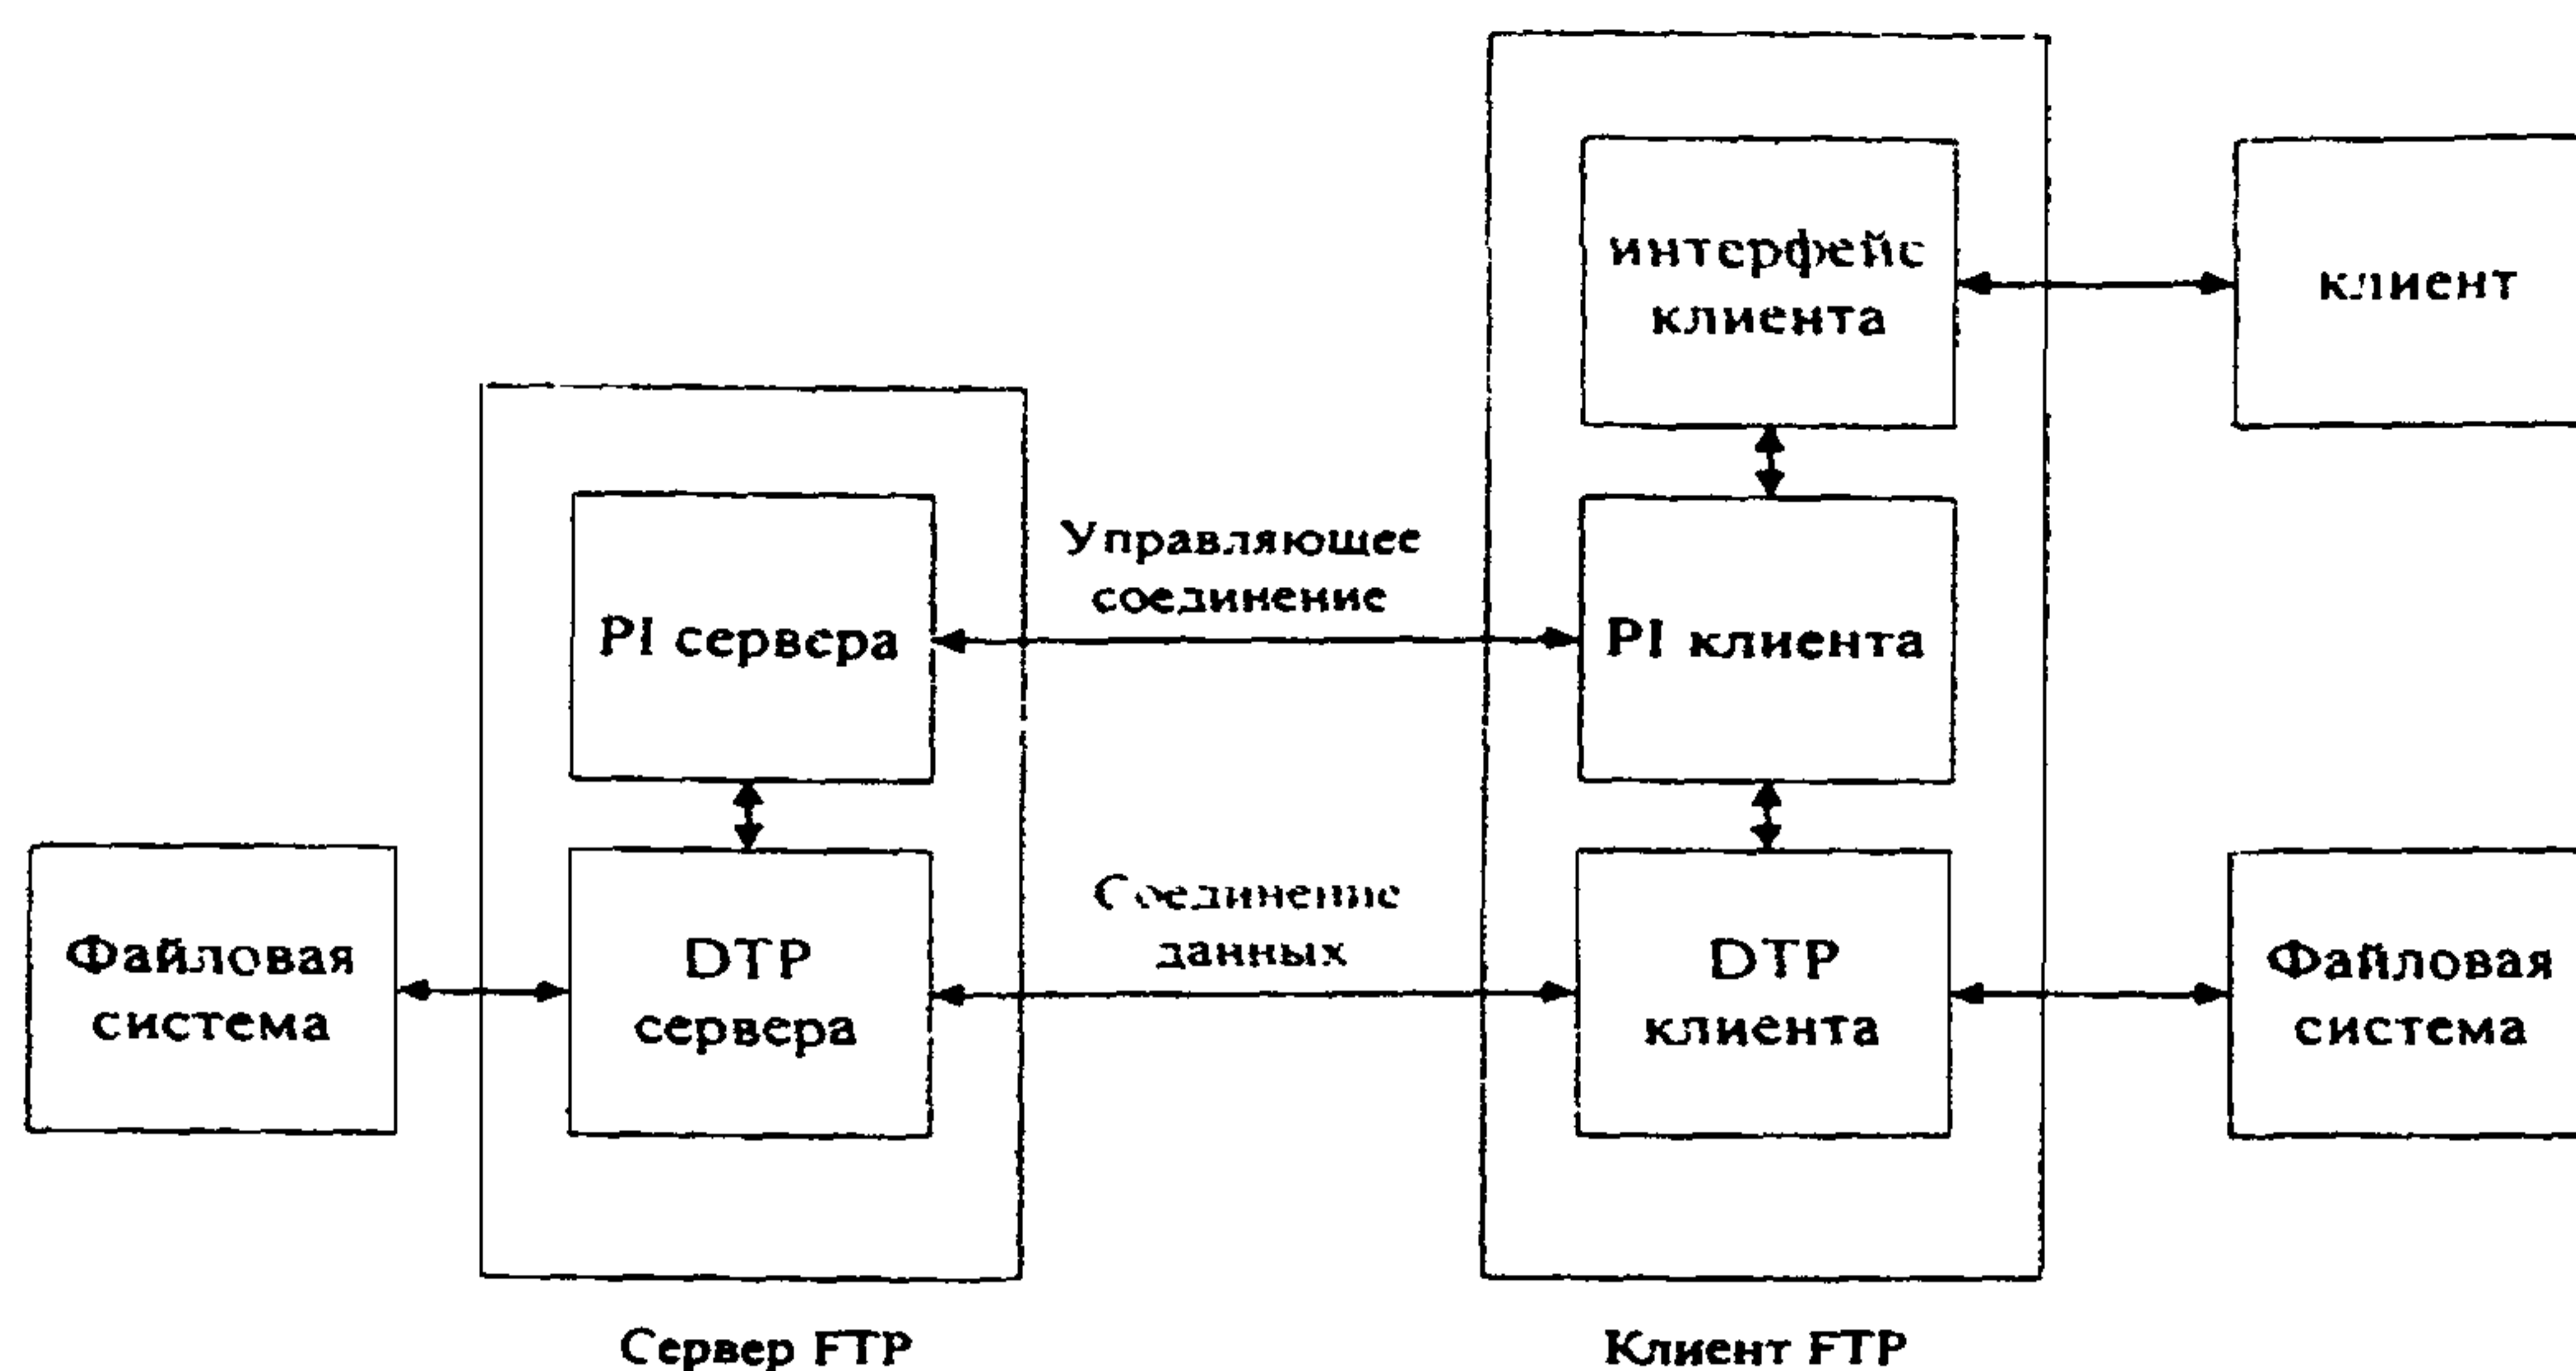 интерфейс
клиента
клиент
Управляющее
соединение
PI сервера
PI клиента
Соединение
данных
Файловая
система
DTP
сервера
DTP
клиента
Файловая
система
Сервер FTP
Клиент FTP